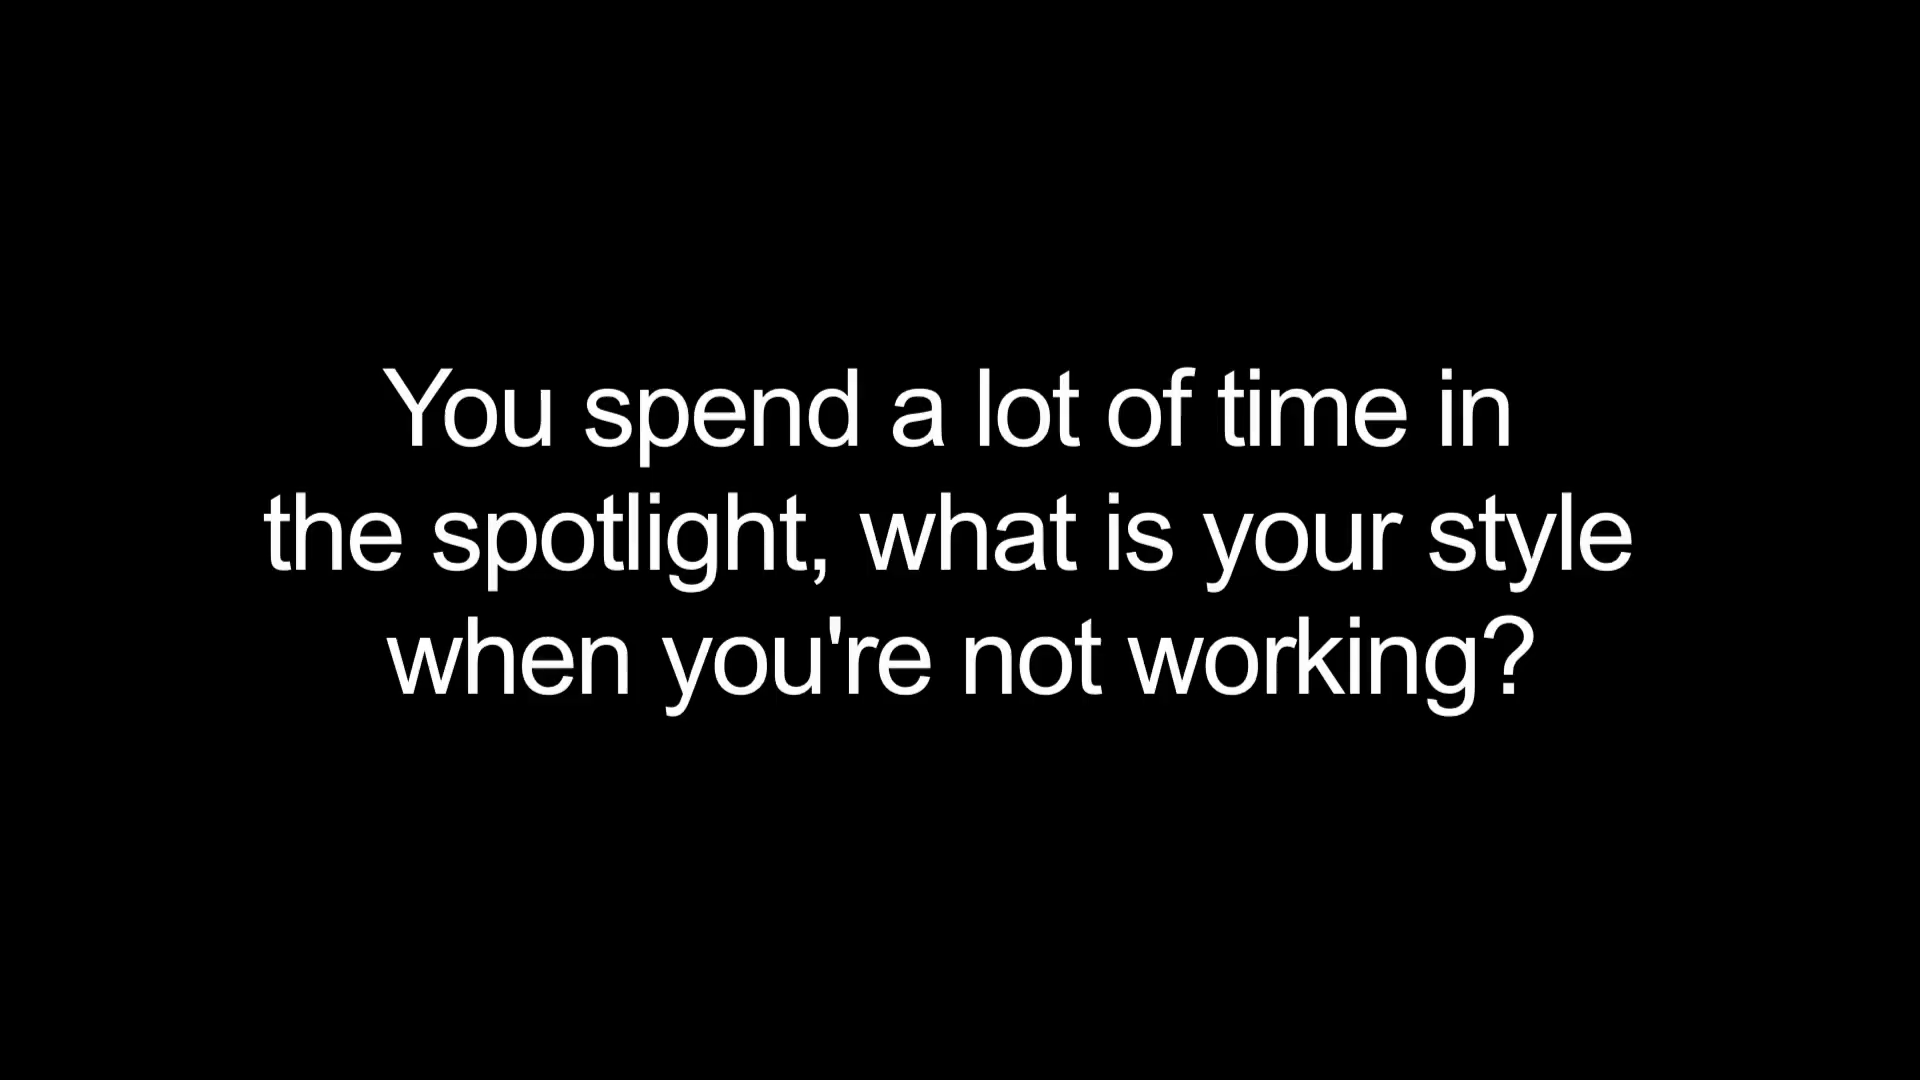 You spend a lot of time in
the spotlight, what is your style
when you're not working?